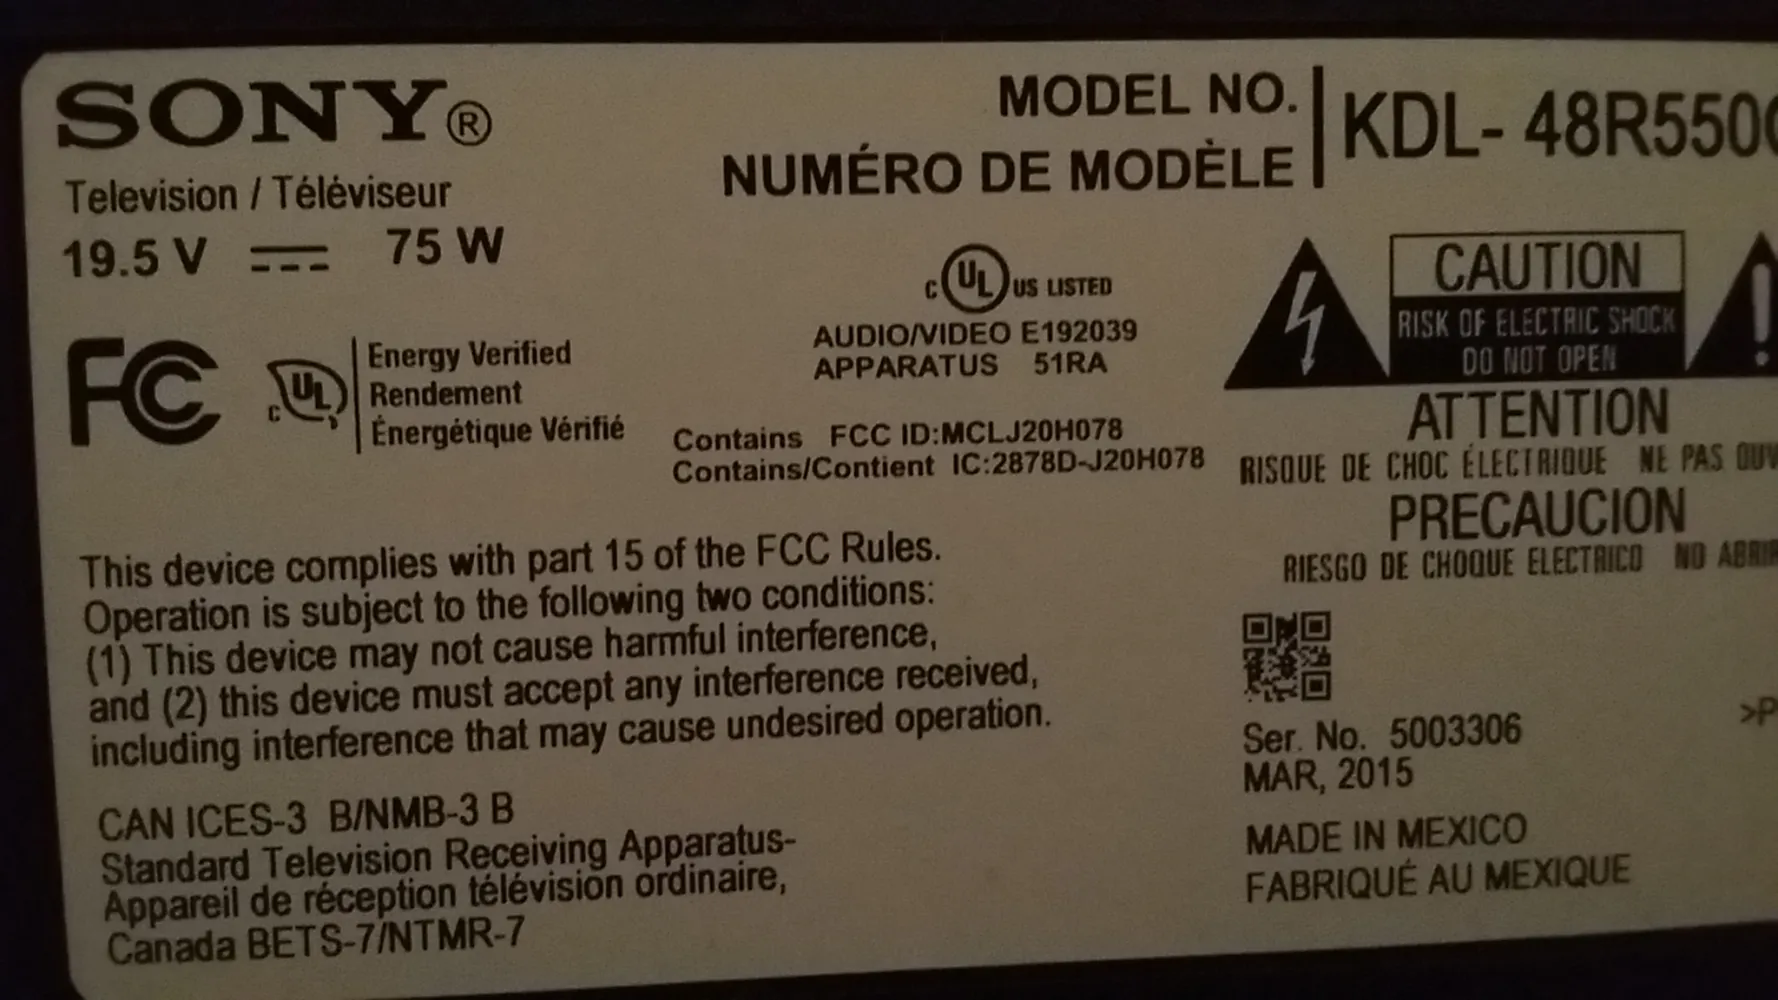 SONY®
Television / Téléviseur
19.5 V 75 W
MODEL NO.
NUMÉRO DE MODÈLE
KDL- 48R550
FC
c UL US LISTED
AUDIO/VIDEO E192039
APPARATUS 51RA
c UL
Energy Verified
Rendement
Énergétique Vérifié
Contains FCC ID:MCLJ20H078
Contains/Contient IC:2878D-J20H078
CAUTION
RISK OF ELECTRIC SHOCK
DO NOT OPEN
ATTENTION
RISQUE DE CHOC ÉLECTRIQUE NE PAS OUV
PRECAUCION
RIESGO DE CHOQUE ELECTRICO NO ABRIR
This device complies with part 15 of the FCC Rules.
Operation is subject to the following two conditions:
(1) This device may not cause harmful interference,
and (2) this device must accept any interference received,
including interference that may cause undesired operation.
CAN ICES-3 B/NMB-3 B
Standard Television Receiving Apparatus-
Appareil de réception télévision ordinaire,
Canada BETS-7/NTMR-7
Ser. No. 5003306
MAR, 2015
MADE IN MEXICO
FABRIQUÉ AU MEXIQUE
>P